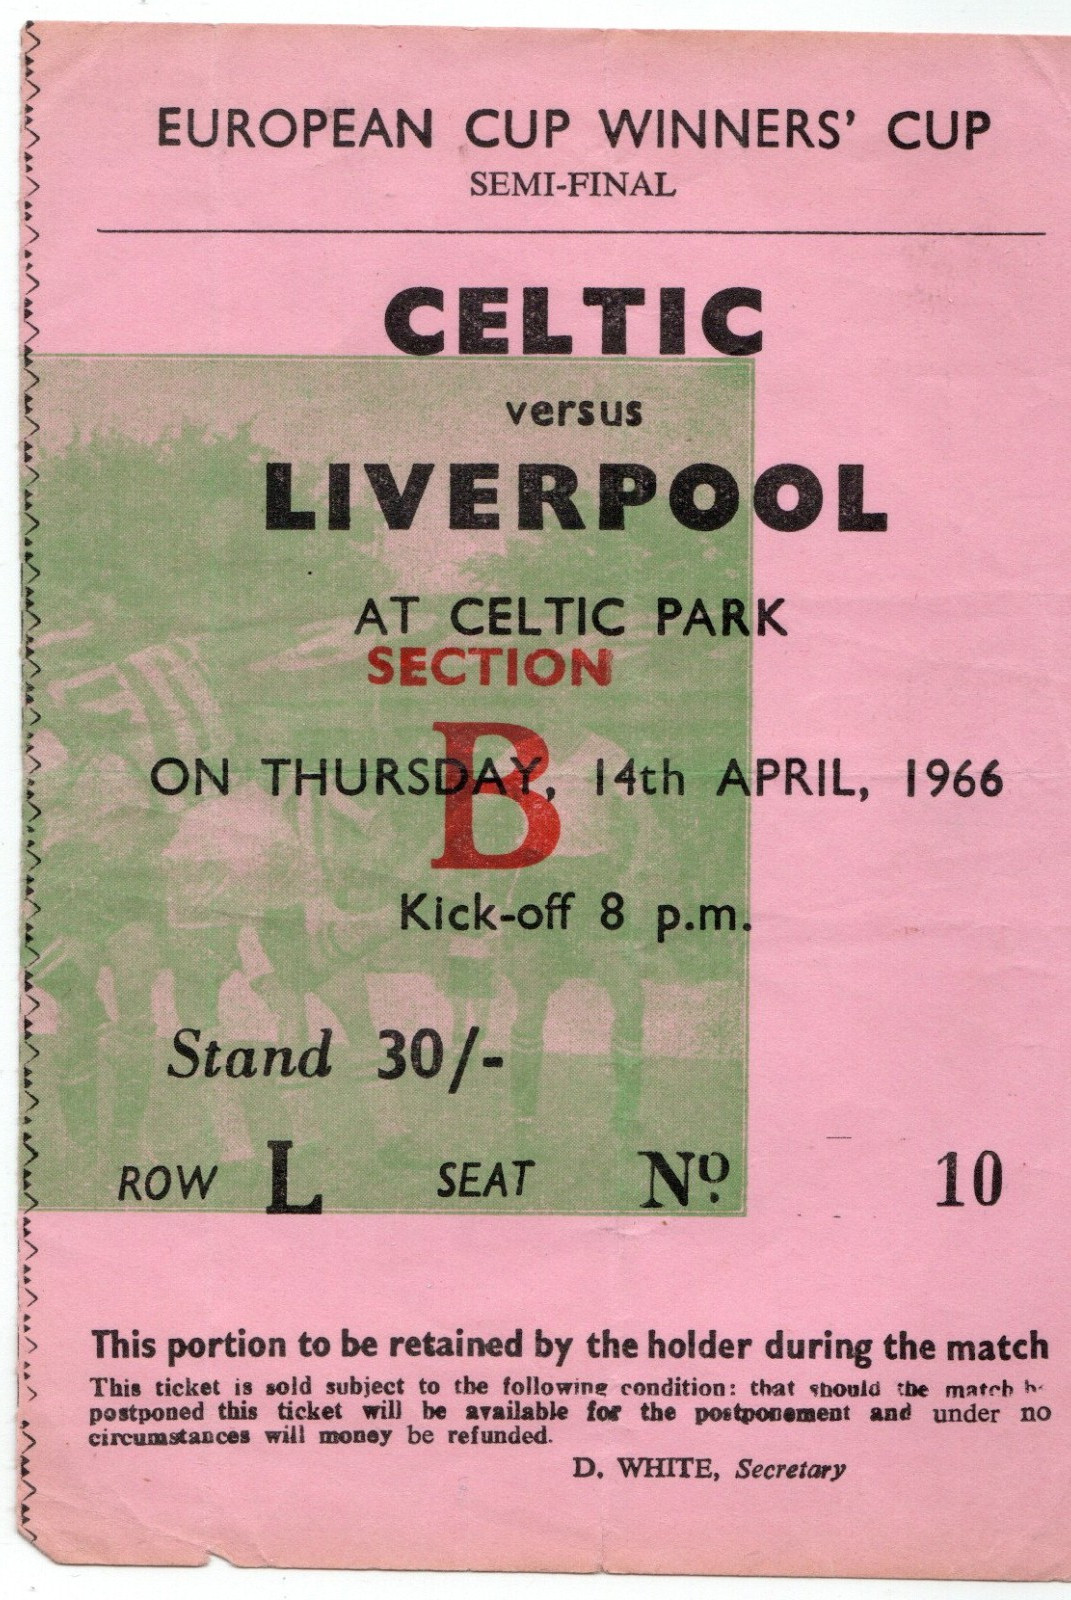 EUROPEAN CUP WINNERS' CUP
SEMI-FINAL
CELTIC
versus
LIVERPOOL
AT CELTIC PARK
SECTION
B
ON THURSDAY, 14th APRIL, 1966
Kick-off 8 p.m.
Stand 30/-
ROW L SEAT Nº. 10
This portion to be retained by the holder during the match
This ticket is sold subject to the following condition: that should the match
postponed this ticket will be available for the postponement and under no
circumstances will money be refunded.
D. WHITE, Secretary